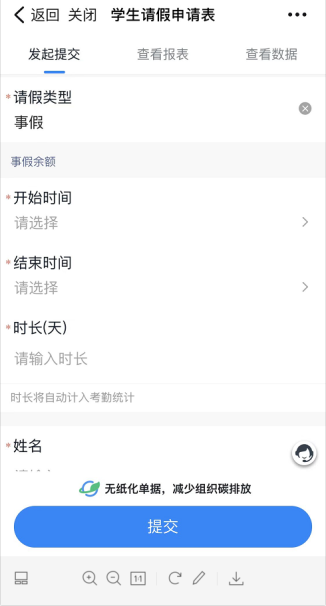 返回 关闭 学生请假申请表
发起提交 查看报表 查看数据
*请假类型
事假
事假余额
*开始时间
请选择
*结束时间
请选择
*时长(天)
请输入时长
时长将自动计入考勤统计
*姓名
无纸化单据，减少组织碳排放
提交
1:1